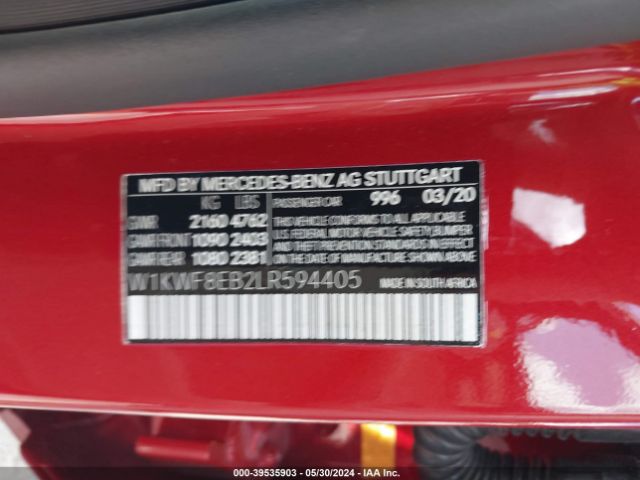 MFD BY MERCEDES-BENZ AG STUTTGART
KG LBS PASSENGER CAR 996 03/20
GVWR 2160 4762 THIS VEHICLE CONFORMS TO ALL APPLICABLE
GAWR FRONT 1090 2403 U.S. FEDERAL MOTOR VEHICLE SAFETY, BUMPER
GAWR REAR 1080 2381 AND THEFT PREVENTION STANDARDS IN EFFECT ON THE DATE OF MANUFACTURE SHOWN ABOVE
W1KWF8EB2LR594405 MADE IN SOUTH AFRICA
000-39535903 - 05/30/2024 - IAA Inc.